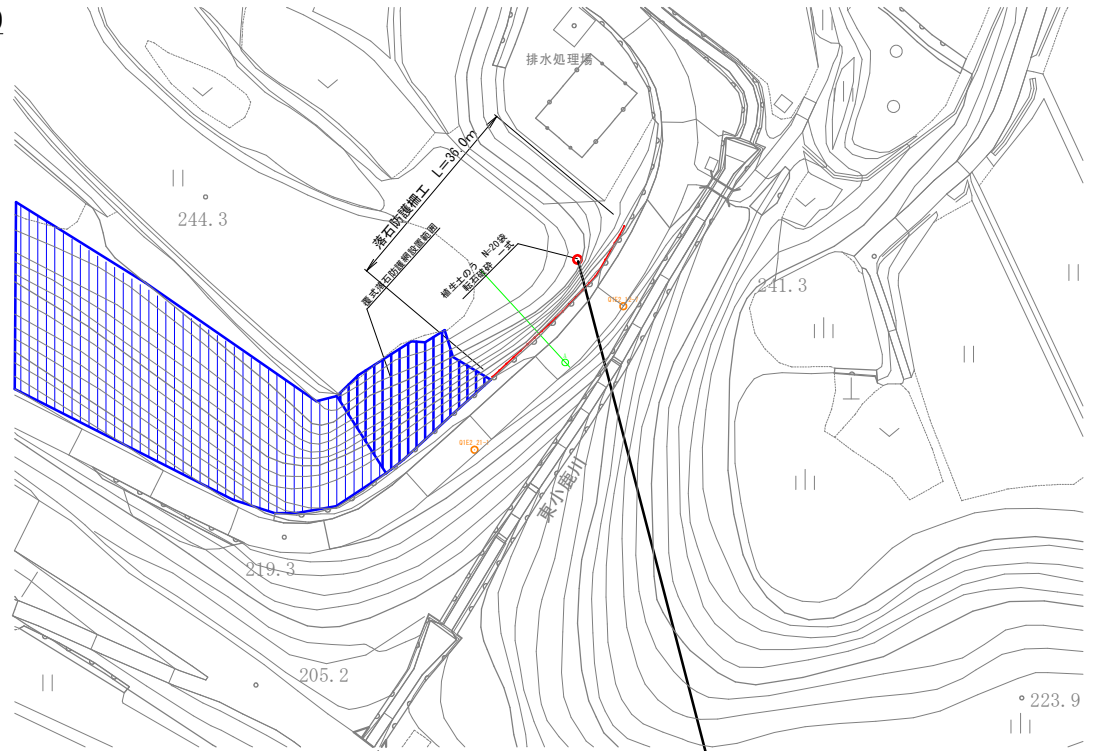 排水処理場
落石防護柵工 L=36.0m
覆式落石防護網設置範囲
植生土のう N=20袋
転石破砕 一式
244.3
241.3
東小鹿川
219.3
205.2
223.9